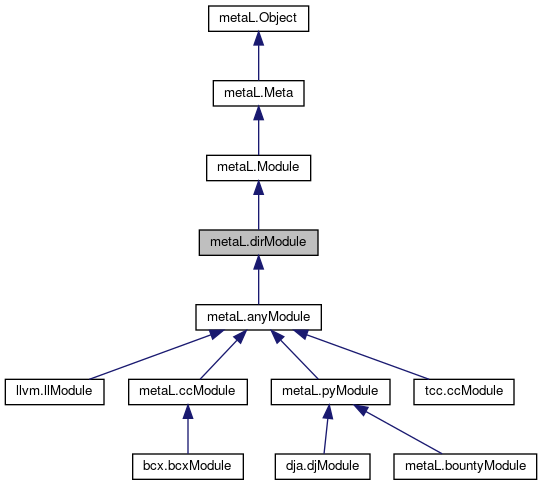 metaL.Object
metaL.Meta
metaL.Module
metaL.dirModule
metaL.anyModule
llvm.llModule
metaL.ccModule
metaL.pyModule
tcc.ccModule
bcx.bcxModule
dja.djModule
metaL.bountyModule